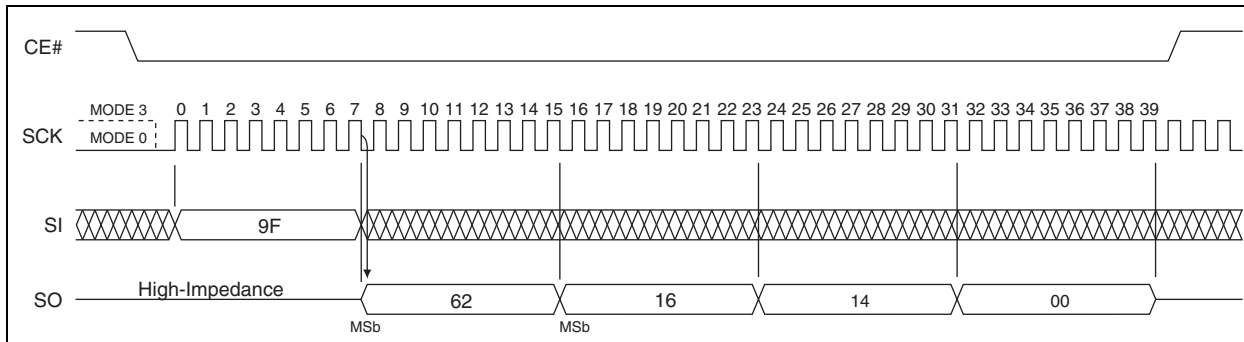 CE#
MODE 3
0 1 2 3 4 5 6 7 8 9 10 11 12 13 14 15 16 17 18 19 20 21 22 23 24 25 26 27 28 29 30 31 32 33 34 35 36 37 38 39
SCK
MODE 0
SI
9F
SO
High-Impedance
62
16
14
00
MSb
MSb